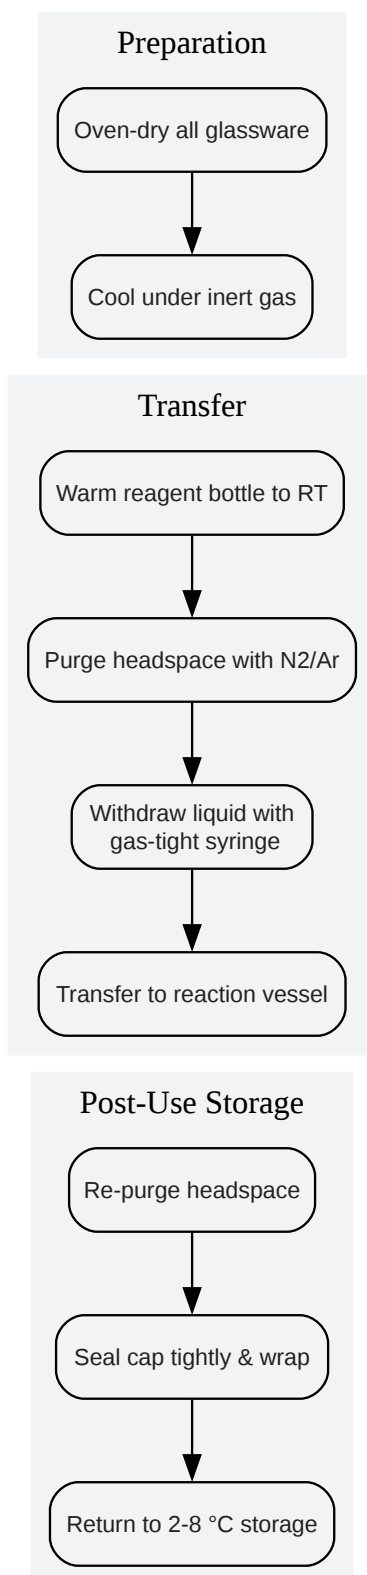 Preparation
Oven-dry all glassware
Cool under inert gas
Transfer
Warm reagent bottle to RT
Purge headspace with N2/Ar
Withdraw liquid with
gas-tight syringe
Transfer to reaction vessel
Post-Use Storage
Re-purge headspace
Seal cap tightly & wrap
Return to 2-8 °C storage